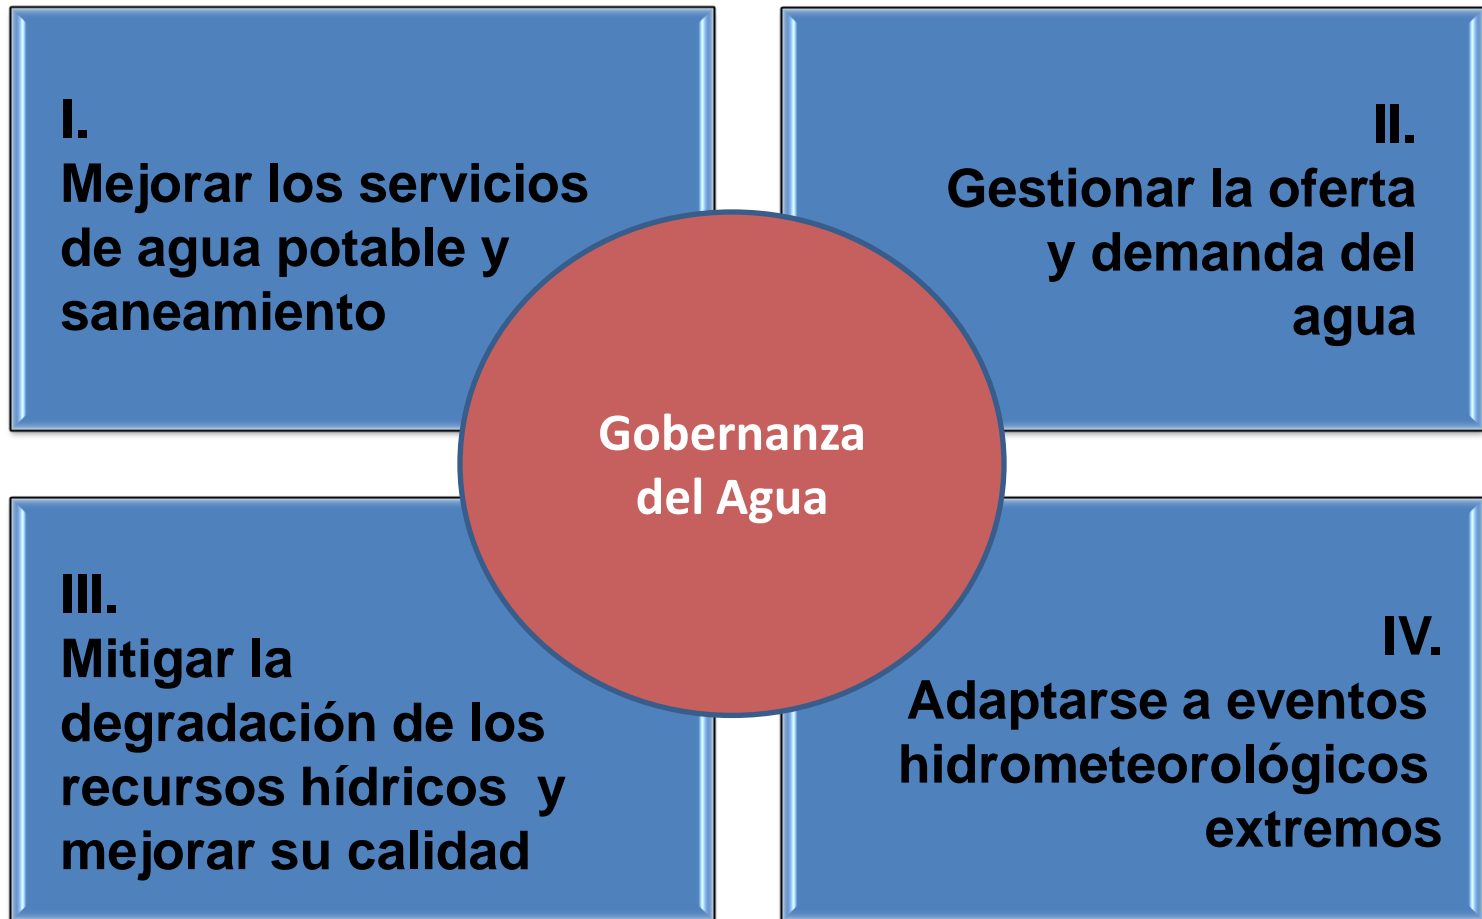 I.
Mejorar los servicios
de agua potable y
saneamiento
II.
Gestionar la oferta
y demanda del
agua
Gobernanza
del Agua
III.
Mitigar la
degradación de los
recursos hídricos y
mejorar su calidad
IV.
Adaptarse a eventos
hidrometeorológicos
extremos